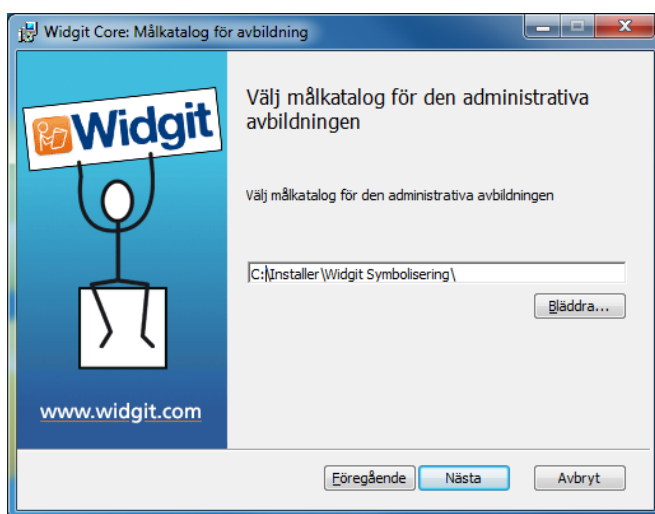 Widgit Core: Målkatalog för avbildning
Widgit
Välj målkatalog för den administrativa
avbildningen
Välj målkatalog för den administrativa avbildningen
C:\Installer\Widgit Symbolisering\
Bläddra...
www.widgit.com
Föregående
Nästa
Avbryt